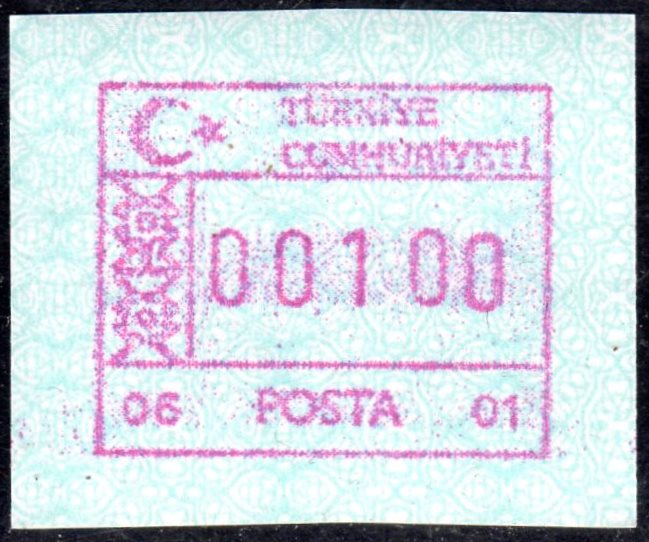 TÜRKİYE
CUMHURİYETİ
00100
06 POSTA 01